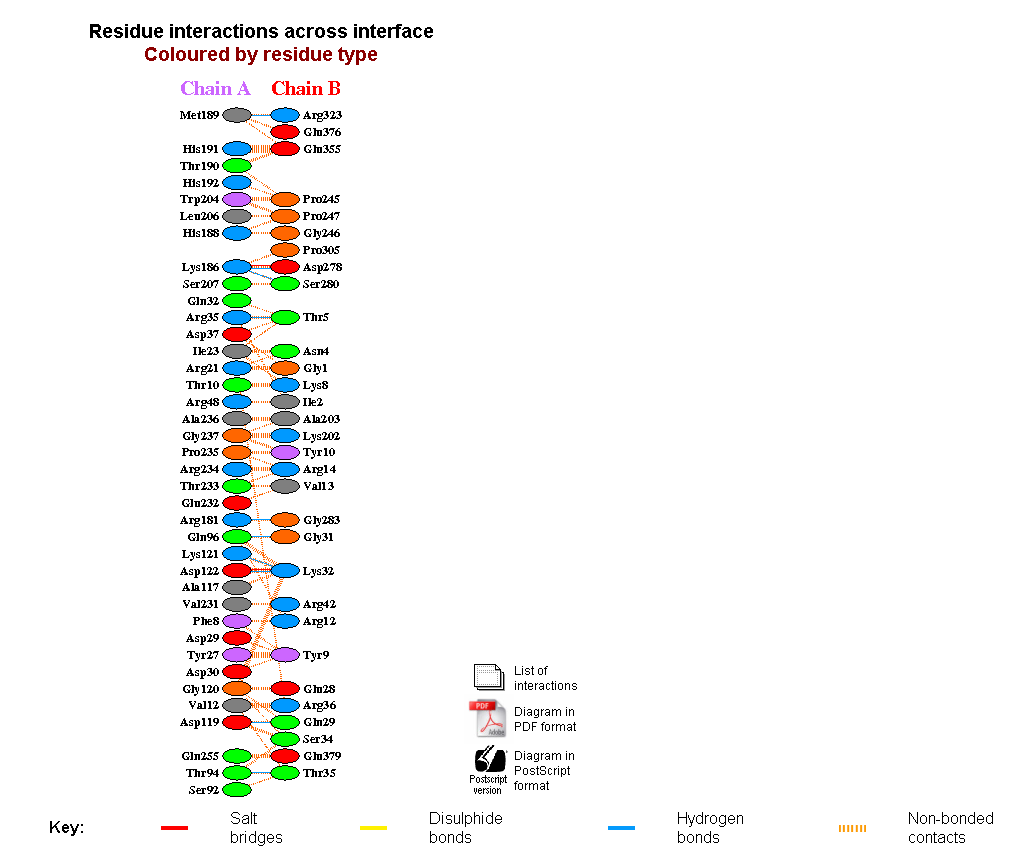 Residue interactions across interface
Coloured by residue type
Chain A Chain B
Met189 Arg323
Glu376
His191 Glu355
Thr190
His192
Trp204 Pro245
Leu206 Pro247
His188 Gly246
Pro305
Lys186 Asp278
Ser207 Ser280
Gln32
Arg35 Thr5
Asp37
Ile23 Asn4
Arg21 Gly1
Thr10 Lys8
Arg48 Ile2
Ala236 Ala203
Gly237 Lys202
Pro235 Tyr10
Arg234 Arg14
Thr233 Val13
Glu232
Arg181 Gly283
Gln96 Gly31
Lys121
Asp122 Lys32
Ala117
Val231 Arg42
Phe8 Arg12
Asp29
Tyr27 Tyr9
Asp30
Gly120 Glu28
Val12 Arg36
Asp119 Gln29
Ser34
Gln255 Glu379
Thr94 Thr35
Ser92
List of
interactions
PDF
Adobe
Diagram in
PDF format
Postscript
version
Diagram in
PostScript
format
Key:
Salt
bridges
Disulphide
bonds
Hydrogen
bonds
Non-bonded
contacts